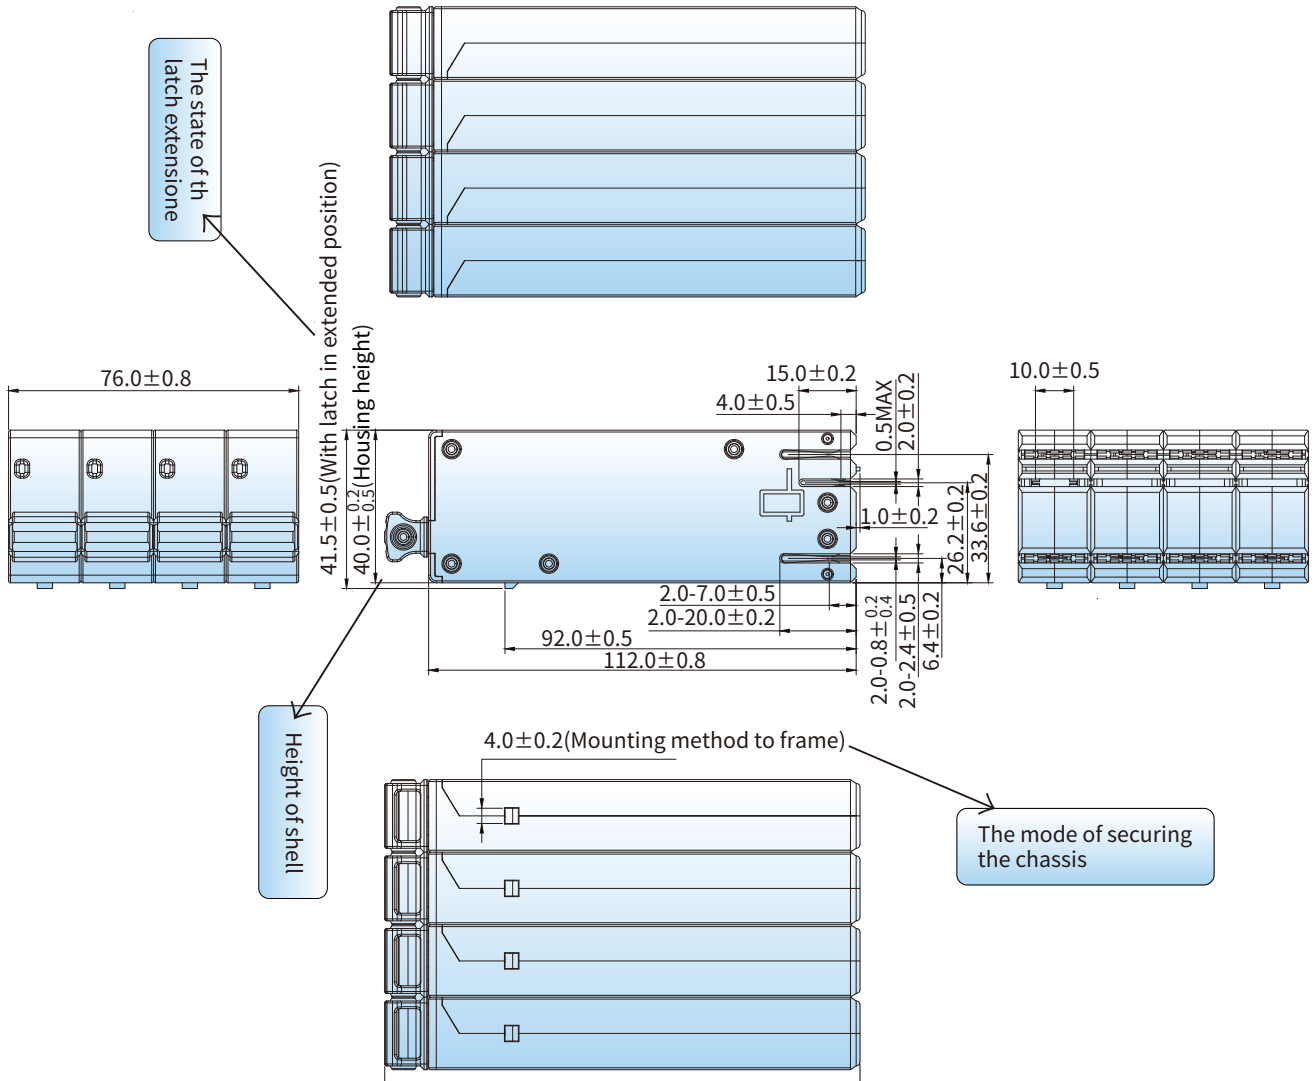 The state of th
latch extensione
41.5±0.5(With latch in extended position)
40.0±0.2 0.5(Housing height)
76.0±0.8
15.0±0.2
4.0±0.5
0.5MAX
2.0±0.2
10.0±0.5
1.0±0.2
26.2±0.2
33.6±0.2
2.0-7.0±0.5
2.0-20.0±0.2
92.0±0.5
112.0±0.8
2.0-0.8±0.2 0.4
2.0-2.4±0.5
6.4±0.2
Height of shell
4.0±0.2(Mounting method to frame)
The mode of securing
the chassis